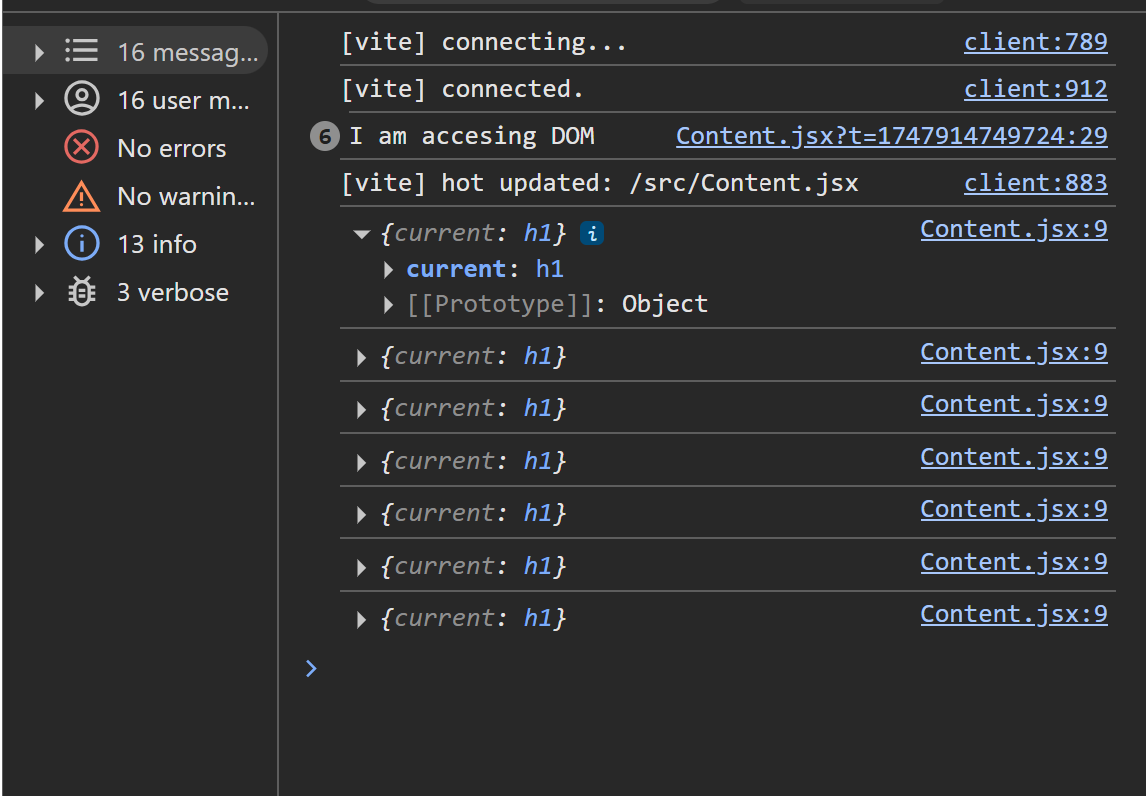 16 messag...
16 user m...
No errors
No warnin...
13 info
3 verbose
[vite] connecting... client:789
[vite] connected. client:912
6 I am accesing DOM Content.jsx?t=1747914749724:29
[vite] hot updated: /src/Content.jsx client:883
{current: h1} i Content.jsx:9
current: h1
[[Prototype]]: Object
{current: h1} Content.jsx:9
{current: h1} Content.jsx:9
{current: h1} Content.jsx:9
{current: h1} Content.jsx:9
{current: h1} Content.jsx:9
{current: h1} Content.jsx:9